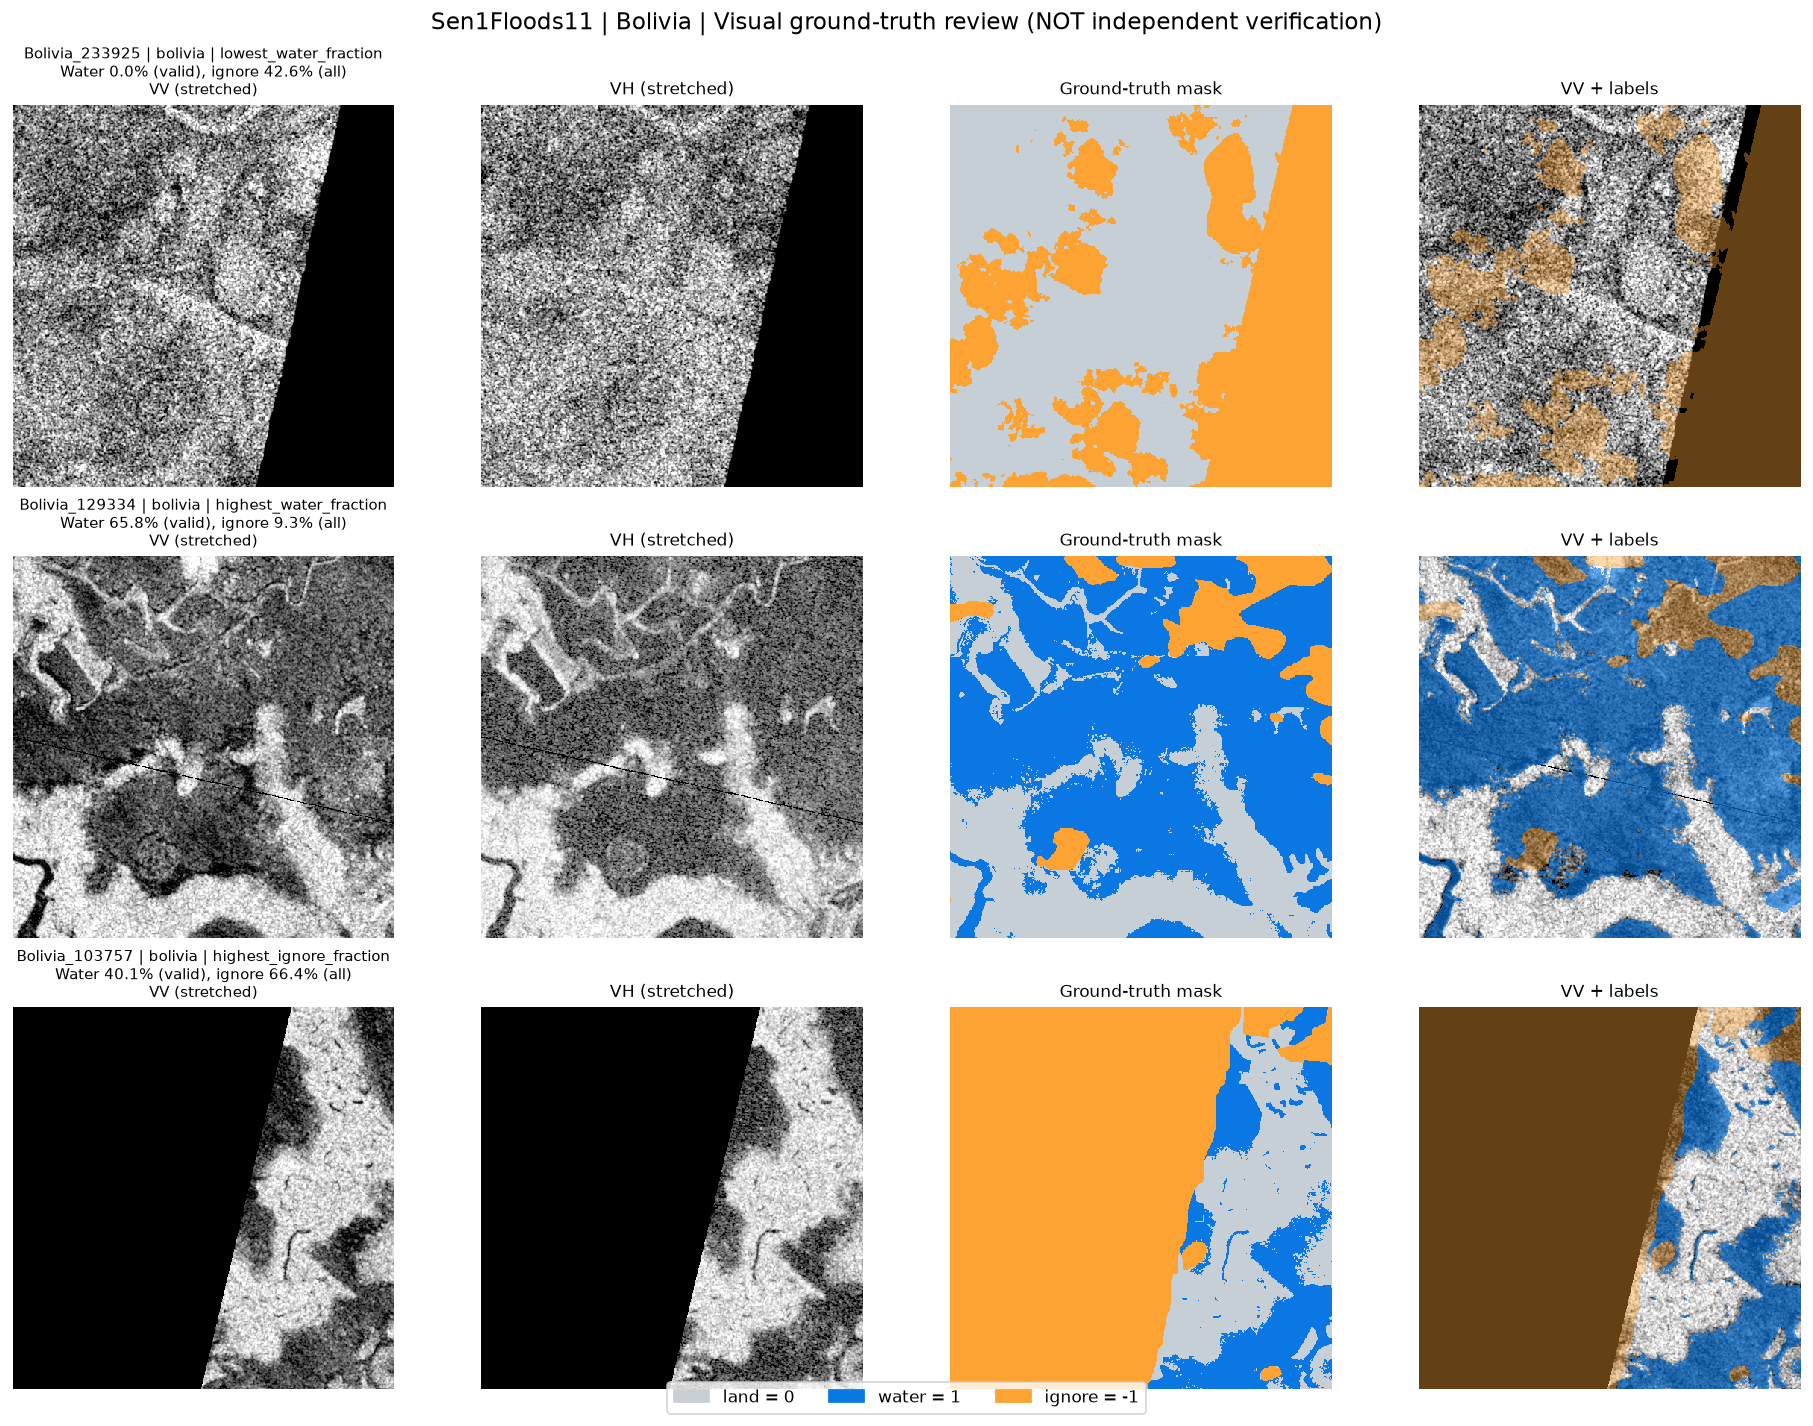 Sen1Floods11 | Bolivia | Visual ground-truth review (NOT independent verification)
Bolivia_233925 | bolivia | lowest_water_fraction
Water 0.0% (valid), ignore 42.6% (all)
VV (stretched)
VH (stretched)
Ground-truth mask
VV + labels
Bolivia_129334 | bolivia | highest_water_fraction
Water 65.8% (valid), ignore 9.3% (all)
VV (stretched)
VH (stretched)
Ground-truth mask
VV + labels
Bolivia_103757 | bolivia | highest_ignore_fraction
Water 40.1% (valid), ignore 66.4% (all)
VV (stretched)
VH (stretched)
Ground-truth mask
VV + labels
land = 0
water = 1
ignore = -1